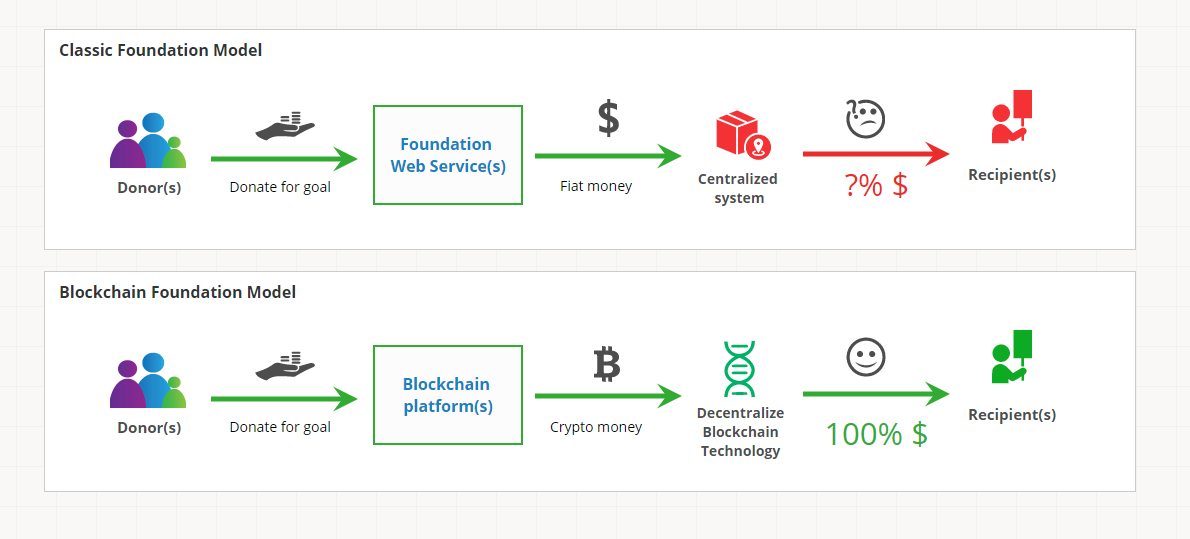 Classic Foundation Model
$
Foundation
Web Service(s)
Donor(s)
Donate for goal
Fiat money
Centralized
system
?% $
Recipient(s)
Blockchain Foundation Model
₿
Blockchain
platform(s)
Donor(s)
Donate for goal
Crypto money
Decentralize
Blockchain
Technology
100% $
Recipient(s)